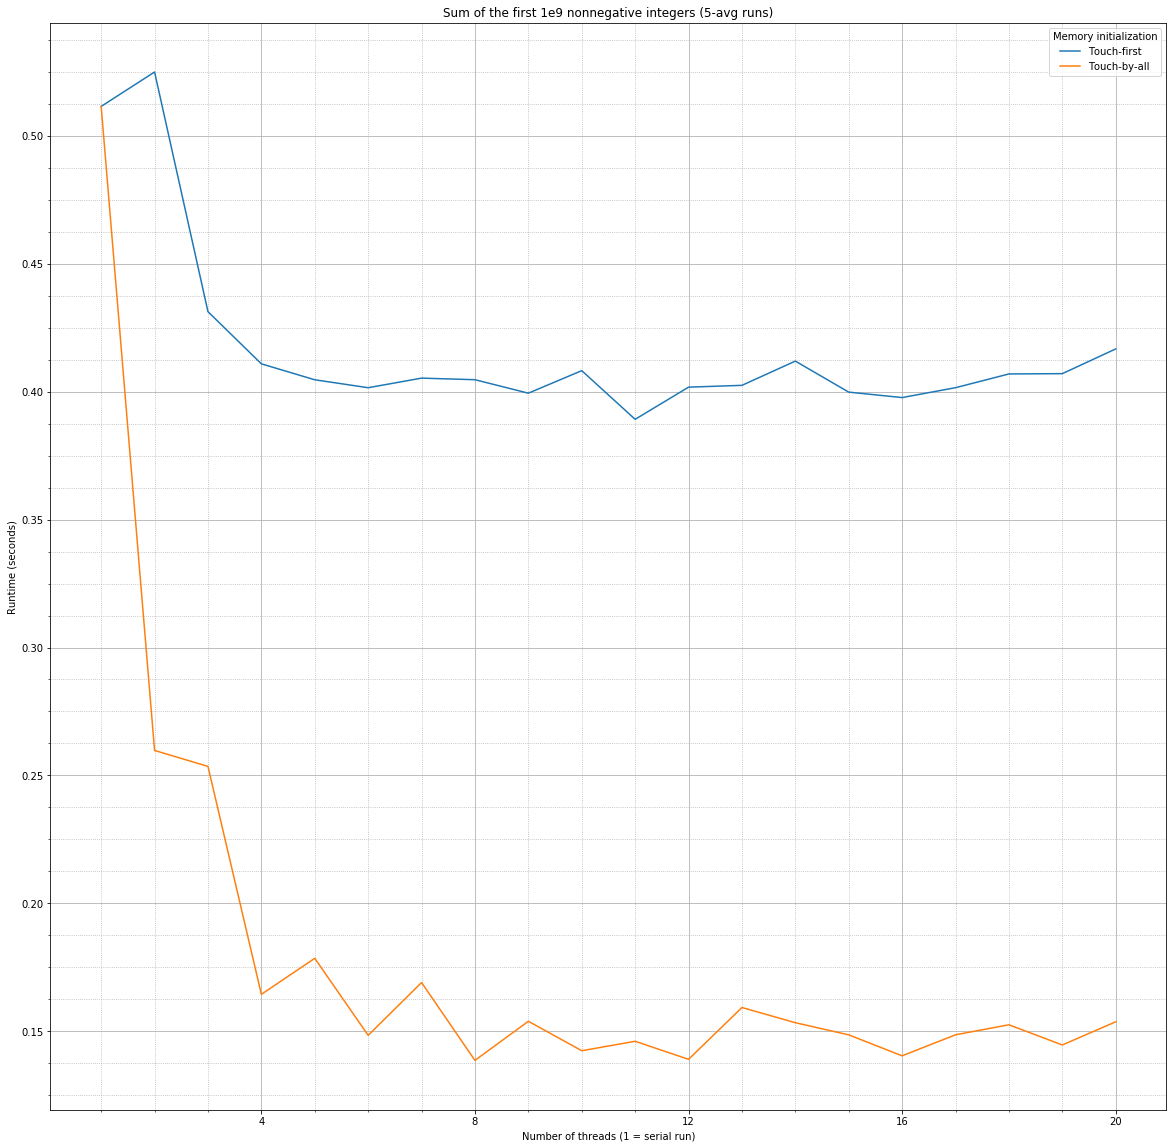 Sum of the first 1e9 nonnegative integers (5-avg runs)
Memory initialization
Touch-first
Touch-by-all
0.50
0.45
0.40
0.35
0.30
0.25
0.20
0.15
Runtime (seconds)
4 8 12 16 20
Number of threads (1 = serial run)